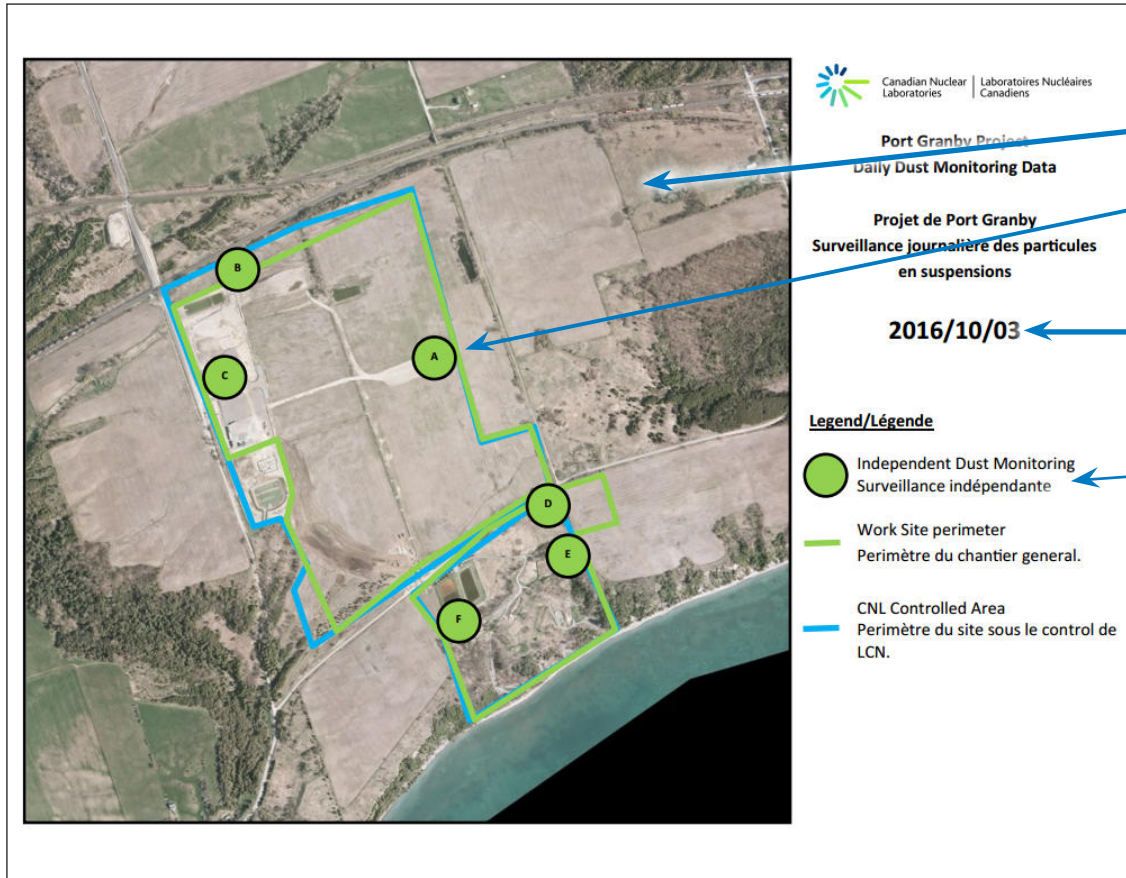 Canadian Nuclear Laboratories
Laboratoires Nucléaires Canadiens
Port Granby Project
Daily Dust Monitoring Data
Projet de Port Granby
Surveillance journalière des particules
en suspensions
2016/10/03
B
A
C
D
E
F
Legend/Légende
Independent Dust Monitoring
Surveillance indépendante
Work Site perimeter
Perimètre du chantier general.
CNL Controlled Area
Perimètre du site sous le control de
LCN.